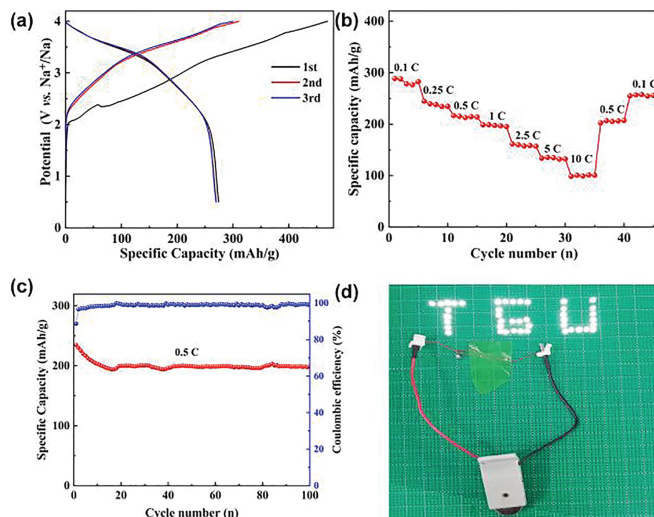 (a)
Potential (V vs. Na⁺/Na)
4
3
2
1
0
1st
2nd
3rd
0 100 200 300 400
Specific Capacity (mAh/g)
(b)
Specific capacity (mAh/g)
400
300
200
100
0
0.1 C
0.25 C
0.5 C
1 C
2.5 C
5 C
10 C
0.5 C
0.1 C
0 10 20 30 40
Cycle number (n)
(c)
Specific Capacity (mAh/g)
300
200
100
0
0.5 C
100
80
60
40
20
0
Coulombic efficiency (%)
0 20 40 60 80 100
Cycle number (n)
(d)
TGU